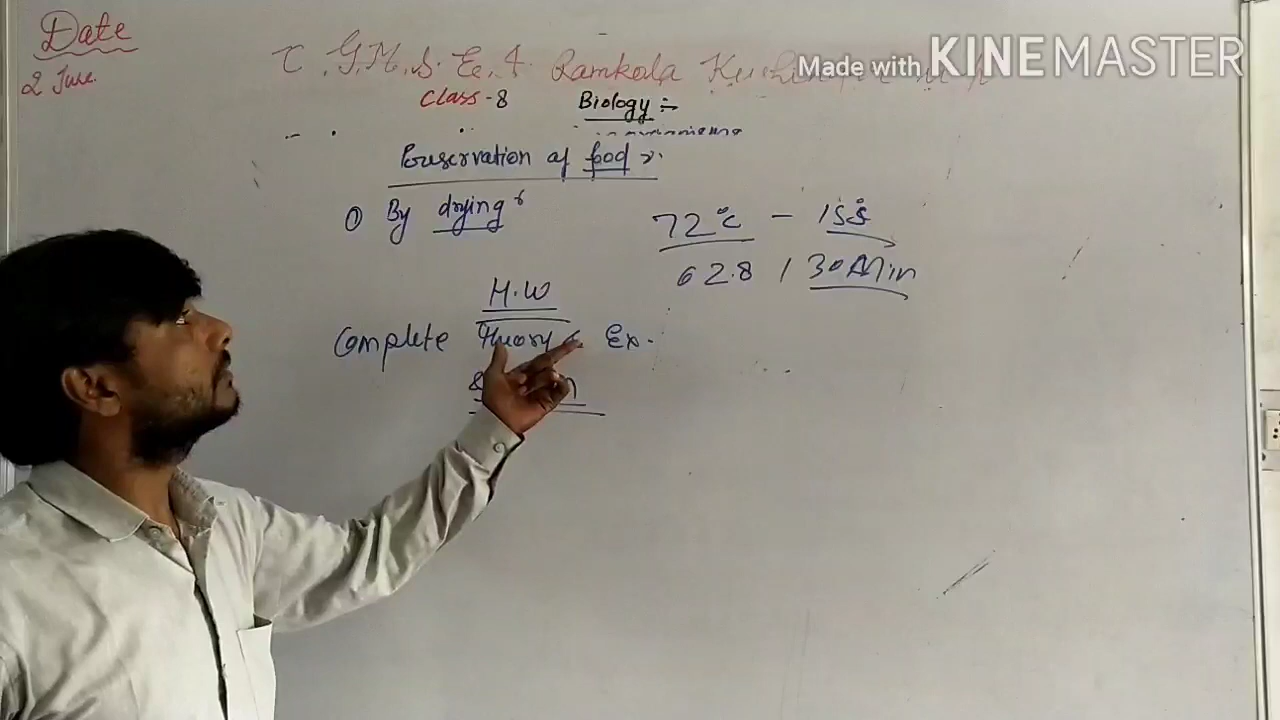 Date
2 June.
T.G.M.S.E.A. Ramkola
Made with KINEMASTER
Class-8 Biology :-
Preservation of food :-
① By drying
72°C - 15s
62.8 / 30 Min
H.W
Complete Theory & Ex.